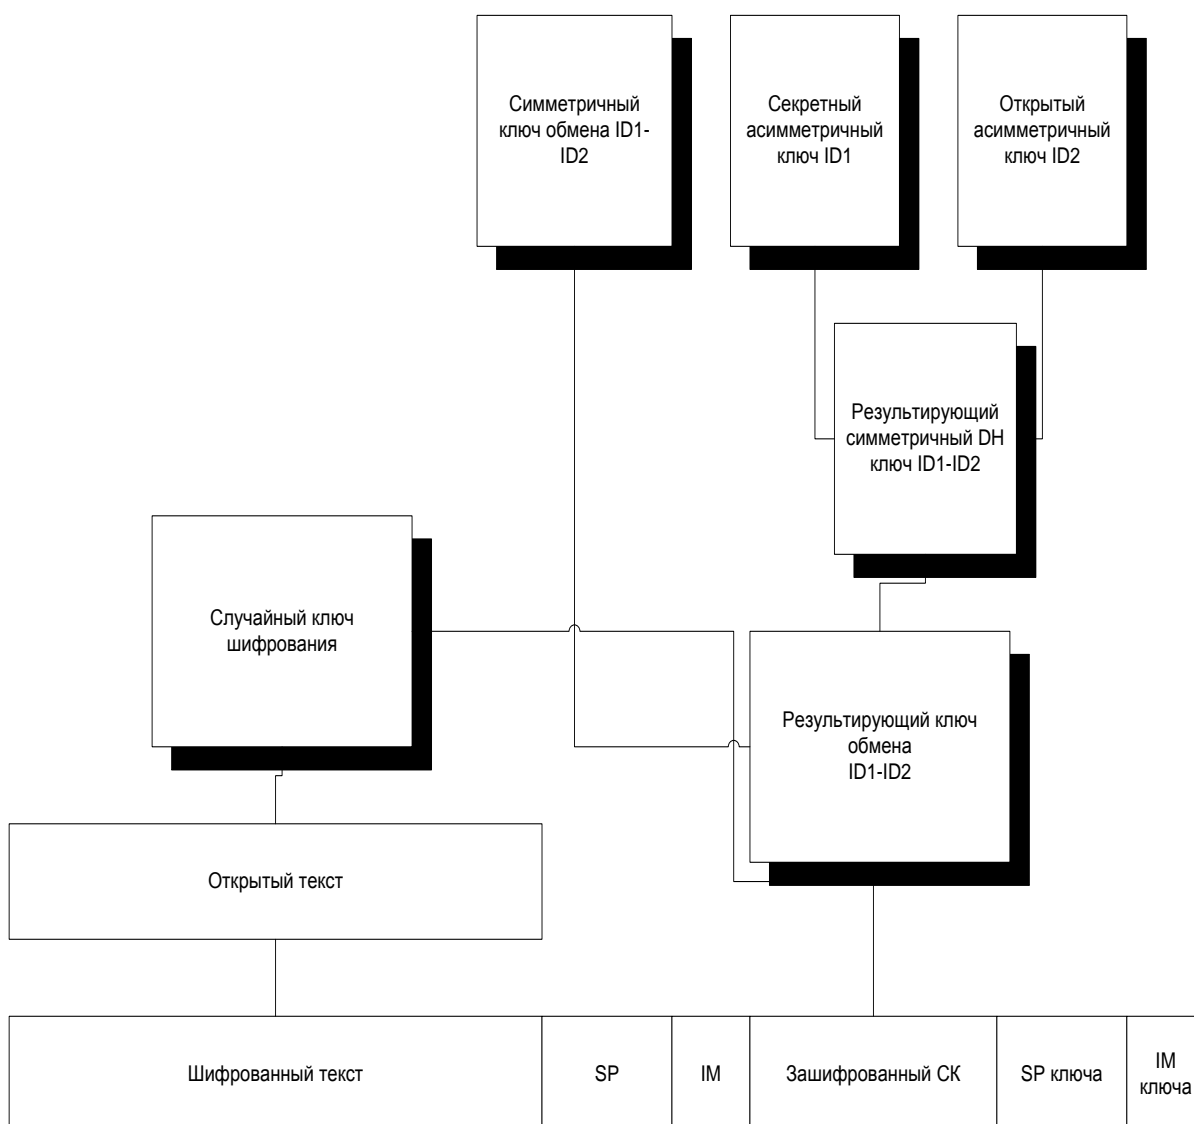 Симметричный
ключ обмена ID1-
ID2
Секретный
асимметричный
ключ ID1
Открытый
асимметричный
ключ ID2
Результирующий
симметричный DH
ключ ID1-ID2
Случайный ключ
шифрования
Результирующий ключ
обмена
ID1-ID2
Открытый текст
Шифрованный текст
SP
IM
Зашифрованный СК
SP ключа
IM
ключа